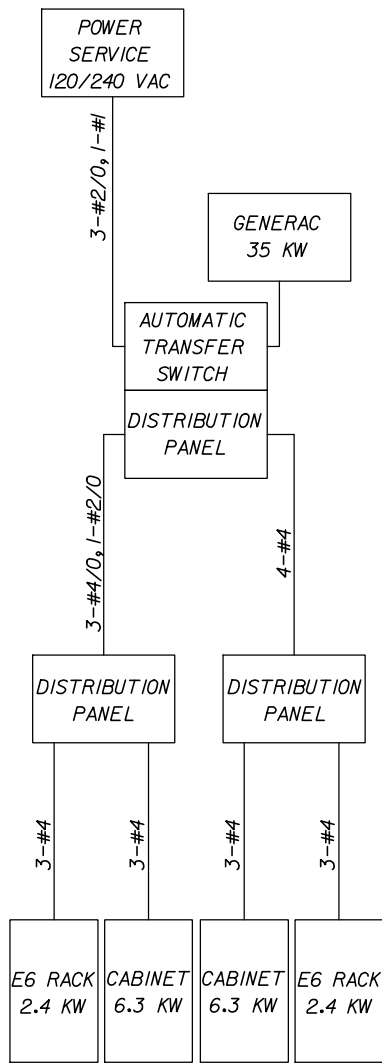 POWER
SERVICE
120/240 VAC
3-#2/0, 1-#1
GENERAC
35 KW
AUTOMATIC
TRANSFER
SWITCH
DISTRIBUTION
PANEL
3-#4/0, 1-#2/0
4-#4
DISTRIBUTION
PANEL
DISTRIBUTION
PANEL
3-#4
3-#4
3-#4
3-#4
E6 RACK
2.4 KW
CABINET
6.3 KW
CABINET
6.3 KW
E6 RACK
2.4 KW